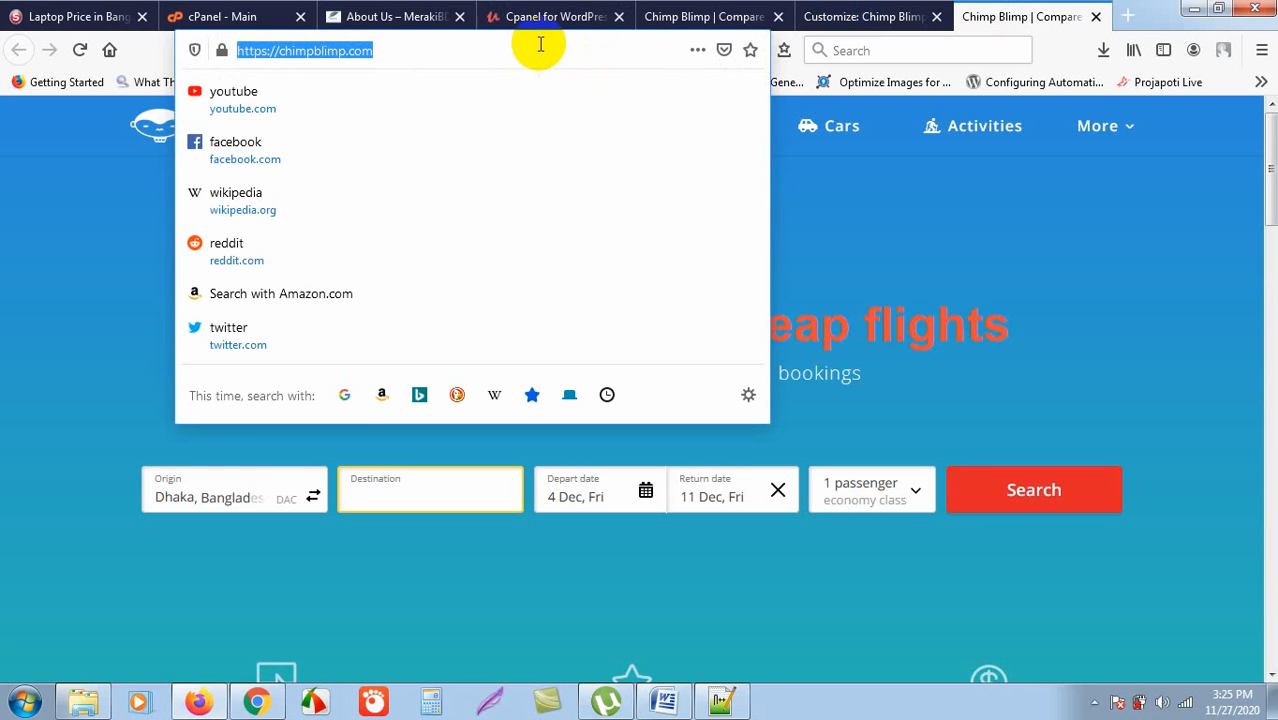 Laptop Price in Bang
cPanel - Main
About Us – MerakiBD
Cpanel for WordPres
Chimp Blimp | Compare
Customize: Chimp Blimp
Chimp Blimp | Compare
https://chimpblimp.com
Search
Getting Started
What Th
Gene...
Optimize Images for...
Configuring AutoMati...
Projapoti Live
youtube
youtube.com
facebook
facebook.com
wikipedia
wikipedia.org
reddit
reddit.com
Search with Amazon.com
twitter
twitter.com
This time, search with:
Cars
Activities
More
eap flights
bookings
Origin
Dhaka, Banglades
DAC
Destination
Depart date
4 Dec, Fri
Return date
11 Dec, Fri
1 passenger
economy class
Search
3:25 PM
11/27/2020